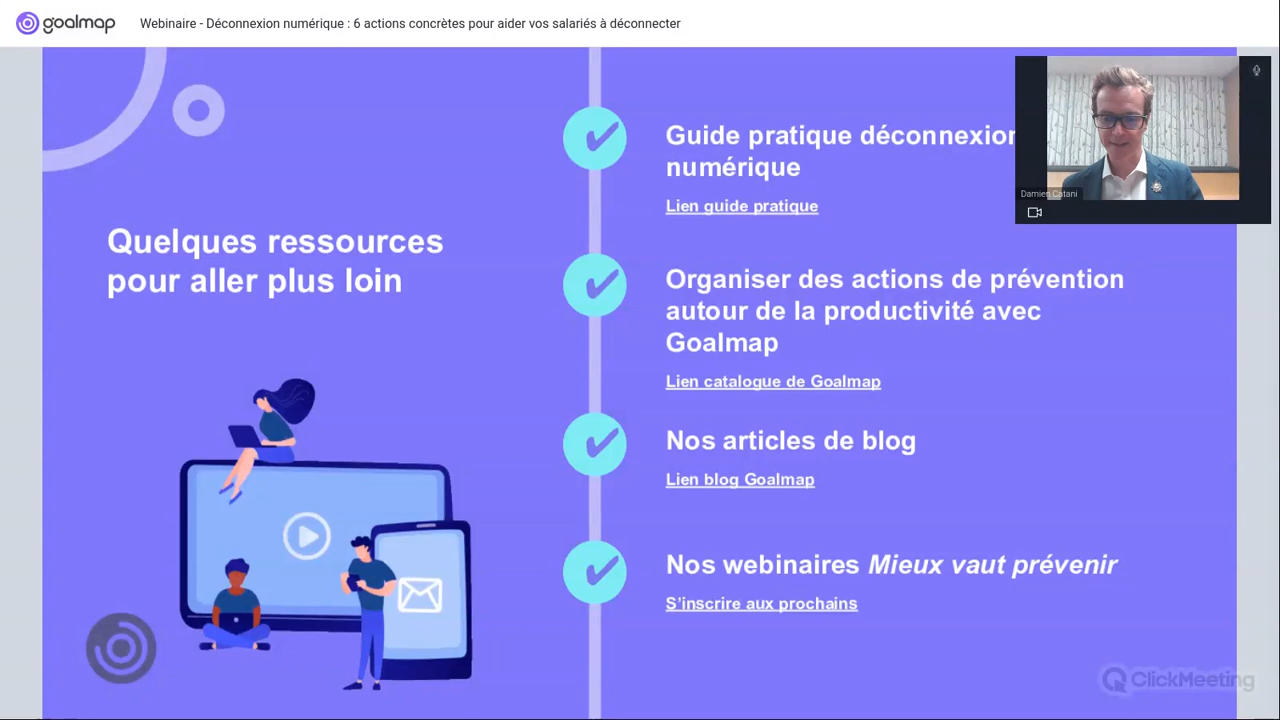 goalmap
Webinaire - Déconnexion numérique : 6 actions concrètes pour aider vos salariés à déconnecter
Damien Catani
Quelques ressources
pour aller plus loin
Guide pratique déconnexion
numérique
Lien guide pratique
Organiser des actions de prévention
autour de la productivité avec
Goalmap
Lien catalogue de Goalmap
Nos articles de blog
Lien blog Goalmap
Nos webinaires Mieux vaut prévenir
S'inscrire aux prochains
ClickMeeting